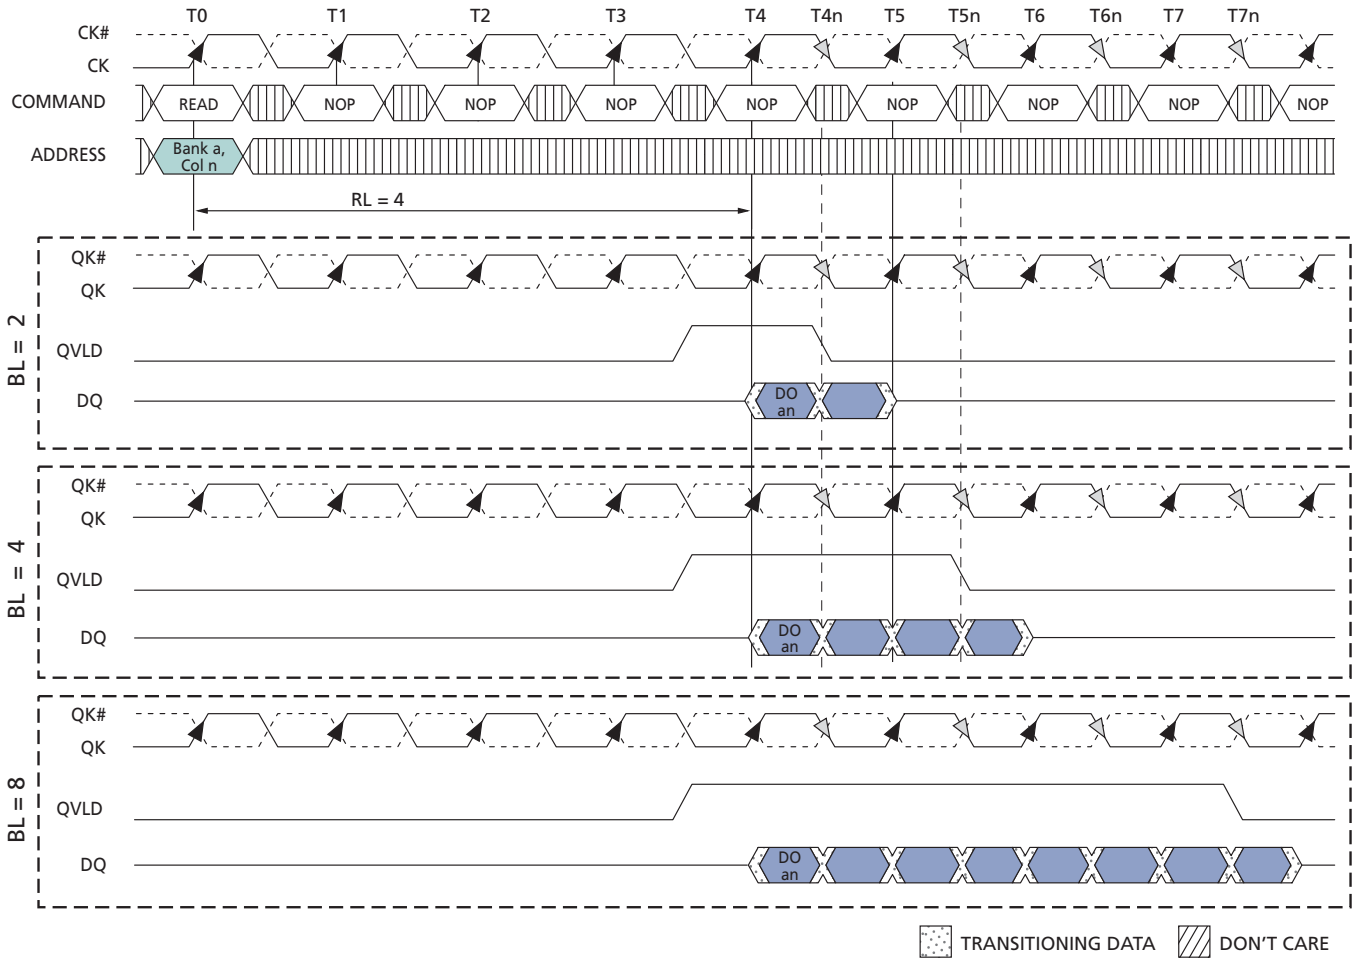 T0 T1 T2 T3 T4 T4n T5 T5n T6 T6n T7 T7n
CK#
CK
COMMAND READ NOP NOP NOP NOP NOP NOP NOP NOP
ADDRESS Bank a,
Col n
RL = 4
BL = 2
QK#
QK
QVLD
DQ DO
an
BL = 4
QK#
QK
QVLD
DQ DO
an
BL = 8
QK#
QK
QVLD
DQ DO
an
TRANSITIONING DATA DON'T CARE